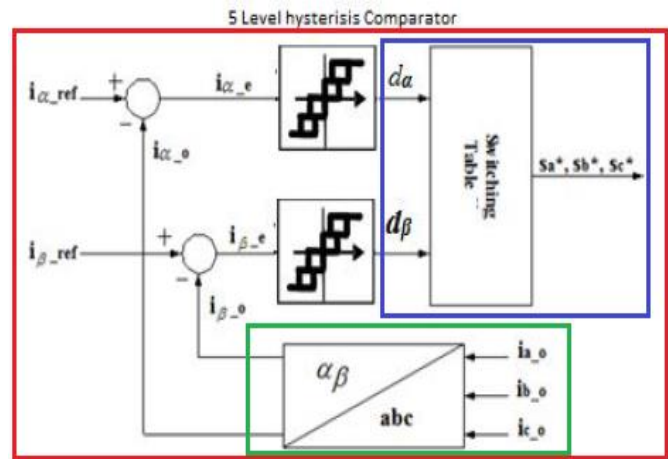 5 Level hysterisis Comparator
iα_ref
+
−
iα_e
iα_o
dα
Switching
Table
Sa*, Sb*, Sc*
iβ_ref
+
−
iβ_e
iβ_o
dβ
αβ
abc
ia_o
ib_o
ic_o